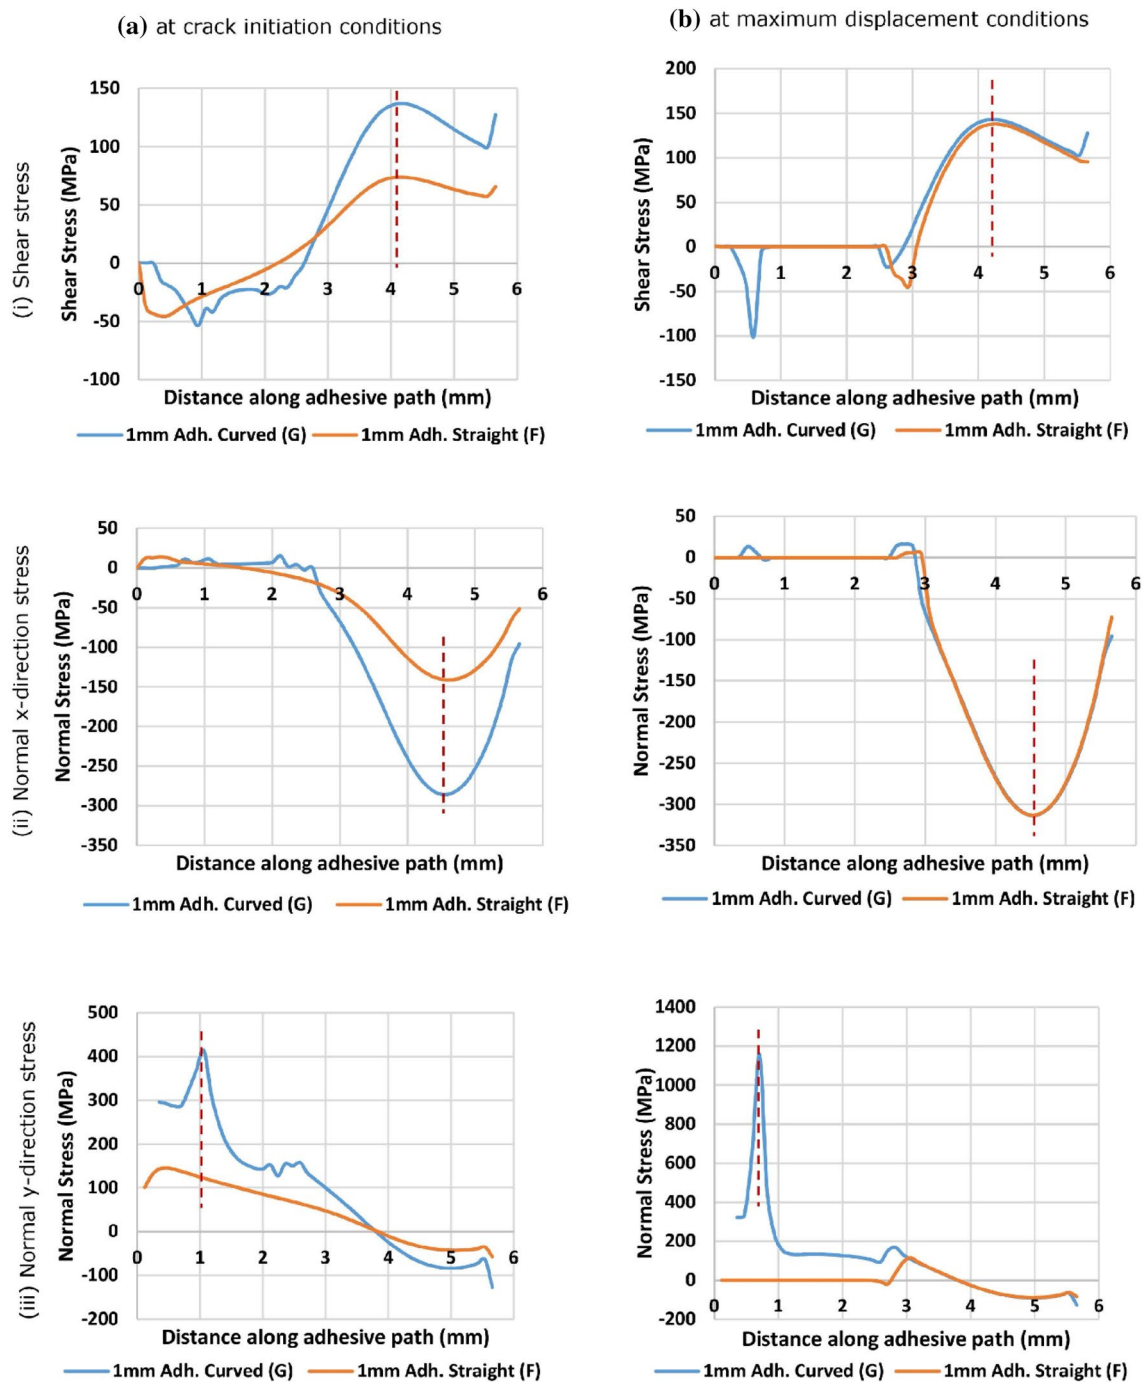 (a) at crack initiation conditions
(b) at maximum displacement conditions
(i) Shear stress
Shear Stress (MPa)
150
100
50
0
-50
-100
0 1 2 3 4 5 6
Distance along adhesive path (mm)
1mm Adh. Curved (G) 1mm Adh. Straight (F)
Shear Stress (MPa)
200
150
100
50
0
-50
-100
-150
0 1 2 3 4 5 6
Distance along adhesive path (mm)
1mm Adh. Curved (G) 1mm Adh. Straight (F)
(ii) Normal x-direction stress
Normal Stress (MPa)
50
0
-50
-100
-150
-200
-250
-300
-350
0 1 2 3 4 5 6
Distance along adhesive path (mm)
1mm Adh. Curved (G) 1mm Adh. Straight (F)
Normal Stress (MPa)
50
0
-50
-100
-150
-200
-250
-300
-350
0 1 2 3 4 5 6
Distance along adhesive path (mm)
1mm Adh. Curved (G) 1mm Adh. Straight (F)
(iii) Normal y-direction stress
Normal Stress (MPa)
500
400
300
200
100
0
-100
-200
0 1 2 3 4 5 6
Distance along adhesive path (mm)
1mm Adh. Curved (G) 1mm Adh. Straight (F)
Normal Stress (MPa)
1400
1200
1000
800
600
400
200
0
-200
0 1 2 3 4 5 6
Distance along adhesive path (mm)
1mm Adh. Curved (G) 1mm Adh. Straight (F)